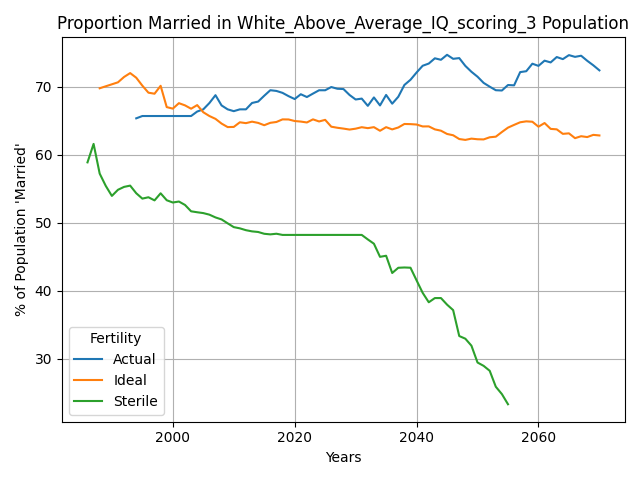 Proportion Married in White_Above_Average_IQ_scoring_3 Population
% of Population 'Married'
70
60
50
40
30
Fertility
Actual
Ideal
Sterile
2000
2020
2040
2060
Years